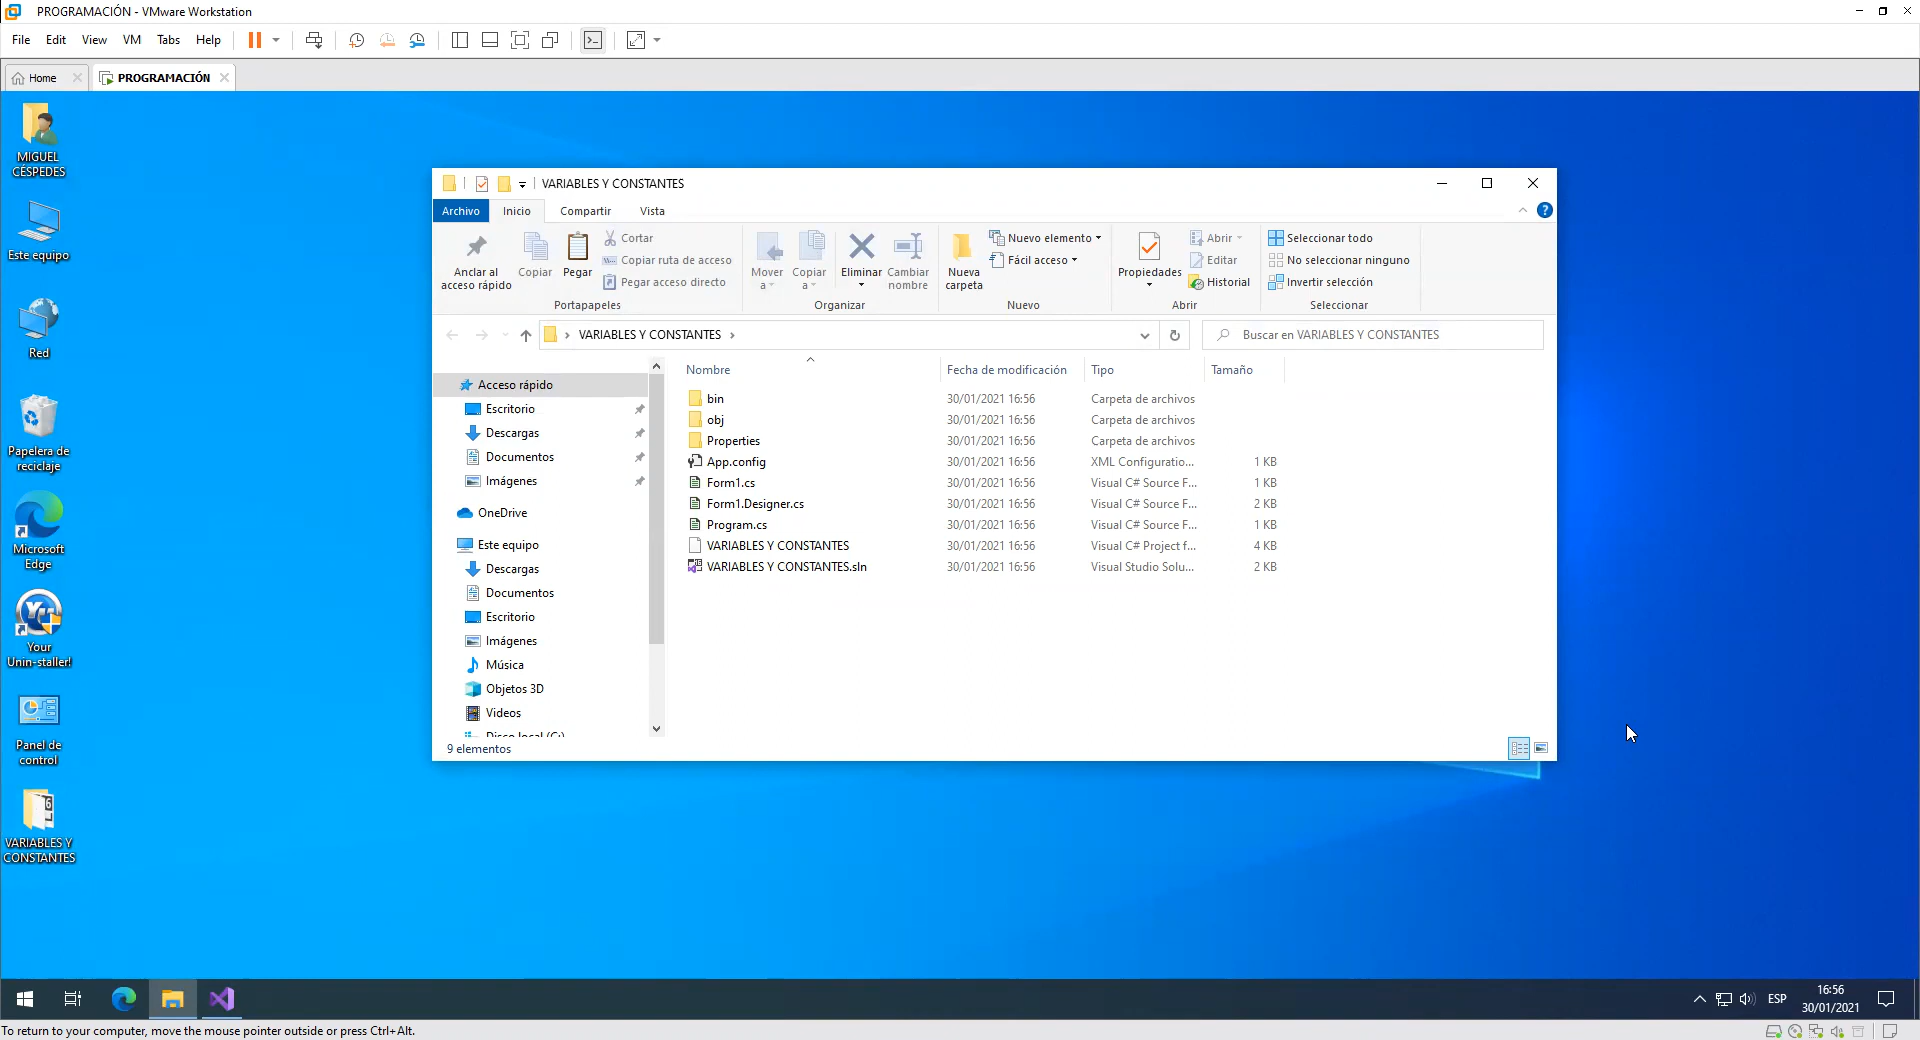 PROGRAMACIÓN - VMware Workstation
File Edit View VM Tabs Help
Home PROGRAMACIÓN
MIGUEL
CÉSPEDES
Este equipo
Red
Papelera de
reciclaje
Microsoft
Edge
Your
Unin-staller!
Panel de
control
VARIABLES Y
CONSTANTES
VARIABLES Y CONSTANTES
Archivo Inicio Compartir Vista
Anclar al
acceso rápido
Copiar
Pegar
Cortar
Copiar ruta de acceso
Pegar acceso directo
Portapapeles
Mover
a
Copiar
a
Eliminar
Cambiar
nombre
Organizar
Nueva
carpeta
Nuevo elemento
Fácil acceso
Nuevo
Propiedades
Abrir
Editar
Historial
Abrir
Seleccionar todo
No seleccionar ninguno
Invertir selección
Seleccionar
VARIABLES Y CONSTANTES
Buscar en VARIABLES Y CONSTANTES
Acceso rápido
Escritorio
Descargas
Documentos
Imágenes
OneDrive
Este equipo
Descargas
Documentos
Escritorio
Imágenes
Música
Objetos 3D
Videos
Disco local (C:)
Nombre Fecha de modificación Tipo Tamaño
bin 30/01/2021 16:56 Carpeta de archivos
obj 30/01/2021 16:56 Carpeta de archivos
Properties 30/01/2021 16:56 Carpeta de archivos
App.config 30/01/2021 16:56 XML Configuratio... 1 KB
Form1.cs 30/01/2021 16:56 Visual C# Source F... 1 KB
Form1.Designer.cs 30/01/2021 16:56 Visual C# Source F... 2 KB
Program.cs 30/01/2021 16:56 Visual C# Source F... 1 KB
VARIABLES Y CONSTANTES 30/01/2021 16:56 Visual C# Project f... 4 KB
VARIABLES Y CONSTANTES.sln 30/01/2021 16:56 Visual Studio Solu... 2 KB
9 elementos
ESP
16:56
30/01/2021
To return to your computer, move the mouse pointer outside or press Ctrl+Alt.